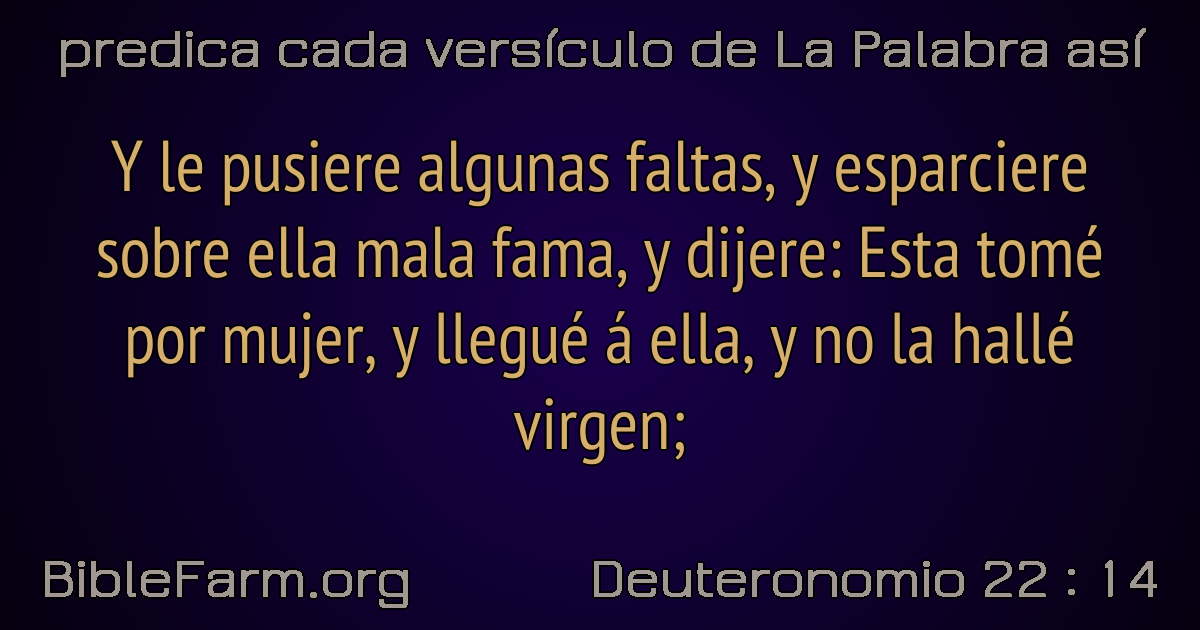 predica cada versículo de La Palabra así
Y le pusiere algunas faltas, y esparciere
sobre ella mala fama, y dijere: Esta tomé
por mujer, y llegué á ella, y no la hallé
virgen;
BibleFarm.org
Deuteronomio 22 : 14